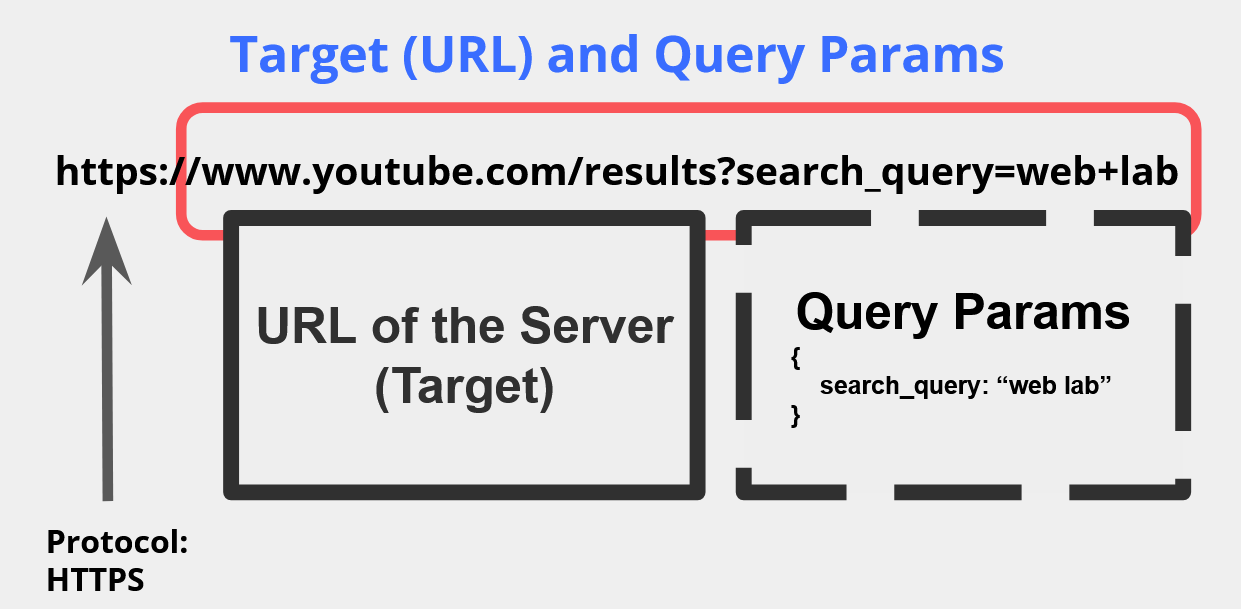 Target (URL) and Query Params
https://www.youtube.com/results?search_query=web+lab
URL of the Server
(Target)
Query Params
{
search_query: “web lab”
}
Protocol:
HTTPS